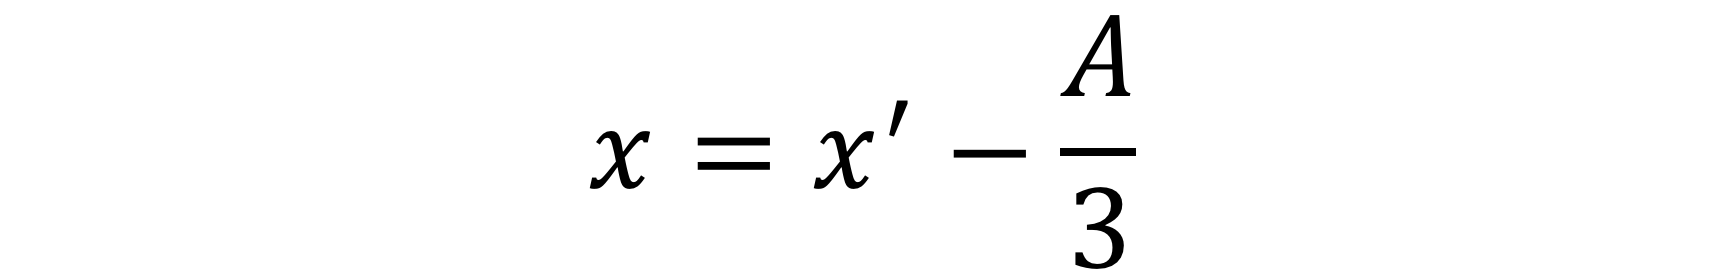 x = x′ − A/3